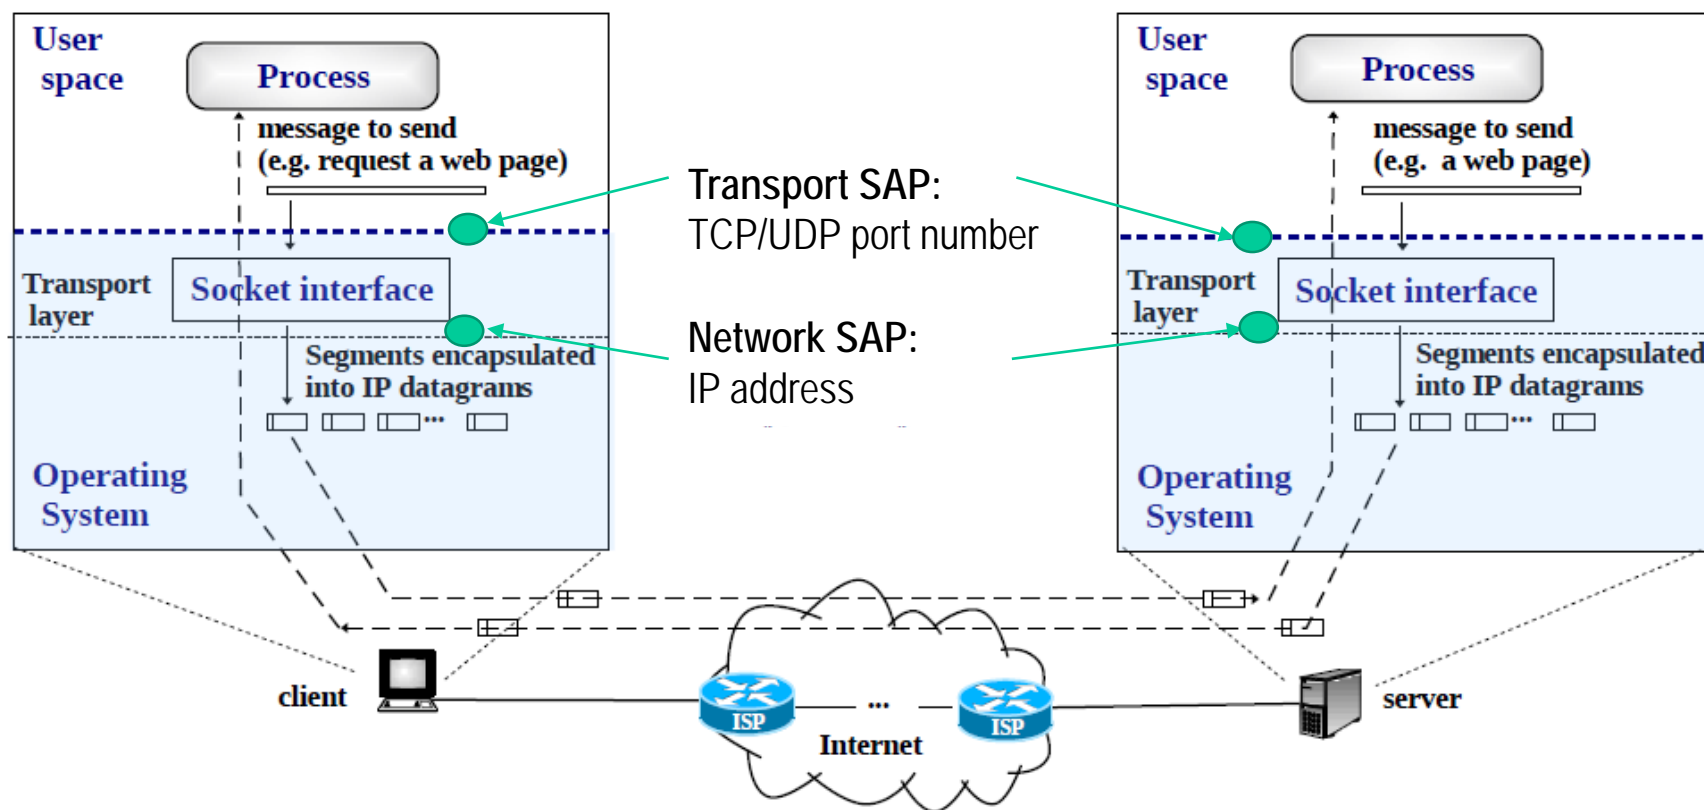 User
space
Process
message to send
(e.g. request a web page)
Transport
layer
Socket interface
Segments encapsulated
into IP datagrams
...
Operating
System
Transport SAP:
TCP/UDP port number
Network SAP:
IP address
User
space
Process
message to send
(e.g. a web page)
Transport
layer
Socket interface
Segments encapsulated
into IP datagrams
...
Operating
System
client
ISP
...
ISP
Internet
server